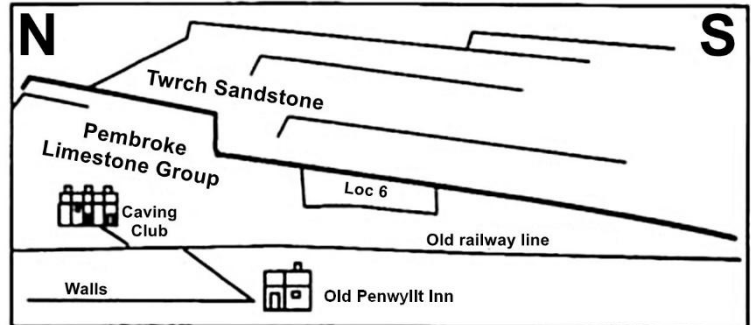 N
S
Twrch Sandstone
Pembroke
Limestone Group
Loc 6
Caving
Club
Old railway line
Walls
Old Penwyllt Inn